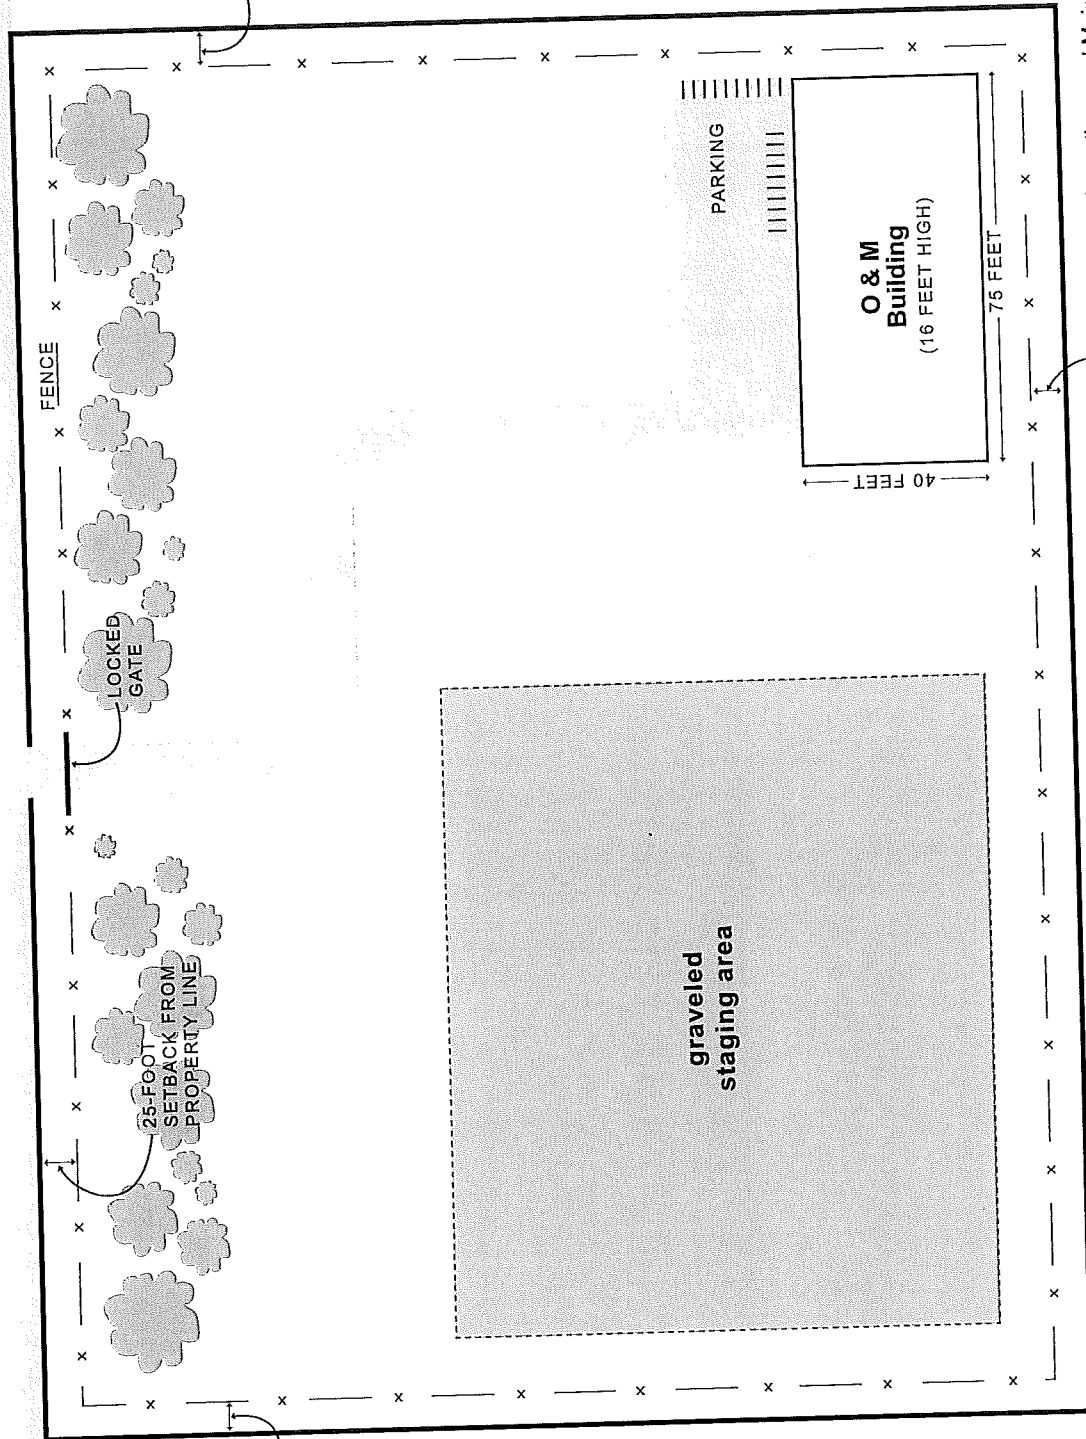 FENCE
LOCKED
GATE
25-FOOT
SETBACK FROM
PROPERTY LINE
PARKING
O & M
Building
(16 FEET HIGH)
75 FEET
40 FEET
graveled
staging area